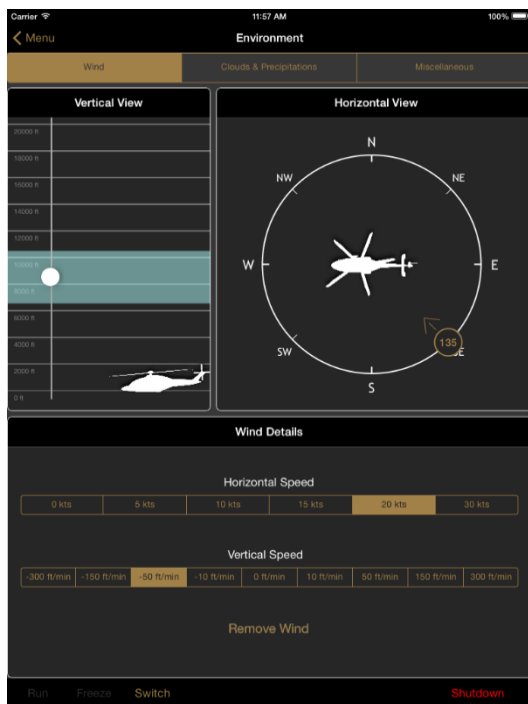 Carrier 11:57 AM 100%
Menu Environment
Wind Clouds & Precipitations Miscellaneous
Vertical View
20000 ft
18000 ft
16000 ft
14000 ft
12000 ft
10000 ft
8000 ft
6000 ft
4000 ft
2000 ft
0 ft
Horizontal View
N
NW NE
W E
135
SW SE
S
Wind Details
Horizontal Speed
0 kts 5 kts 10 kts 15 kts 20 kts 30 kts
Vertical Speed
-300 ft/min -150 ft/min -50 ft/min -10 ft/min 0 ft/min 10 ft/min 50 ft/min 150 ft/min 300 ft/min
Remove Wind
Run Freeze Switch Shutdown